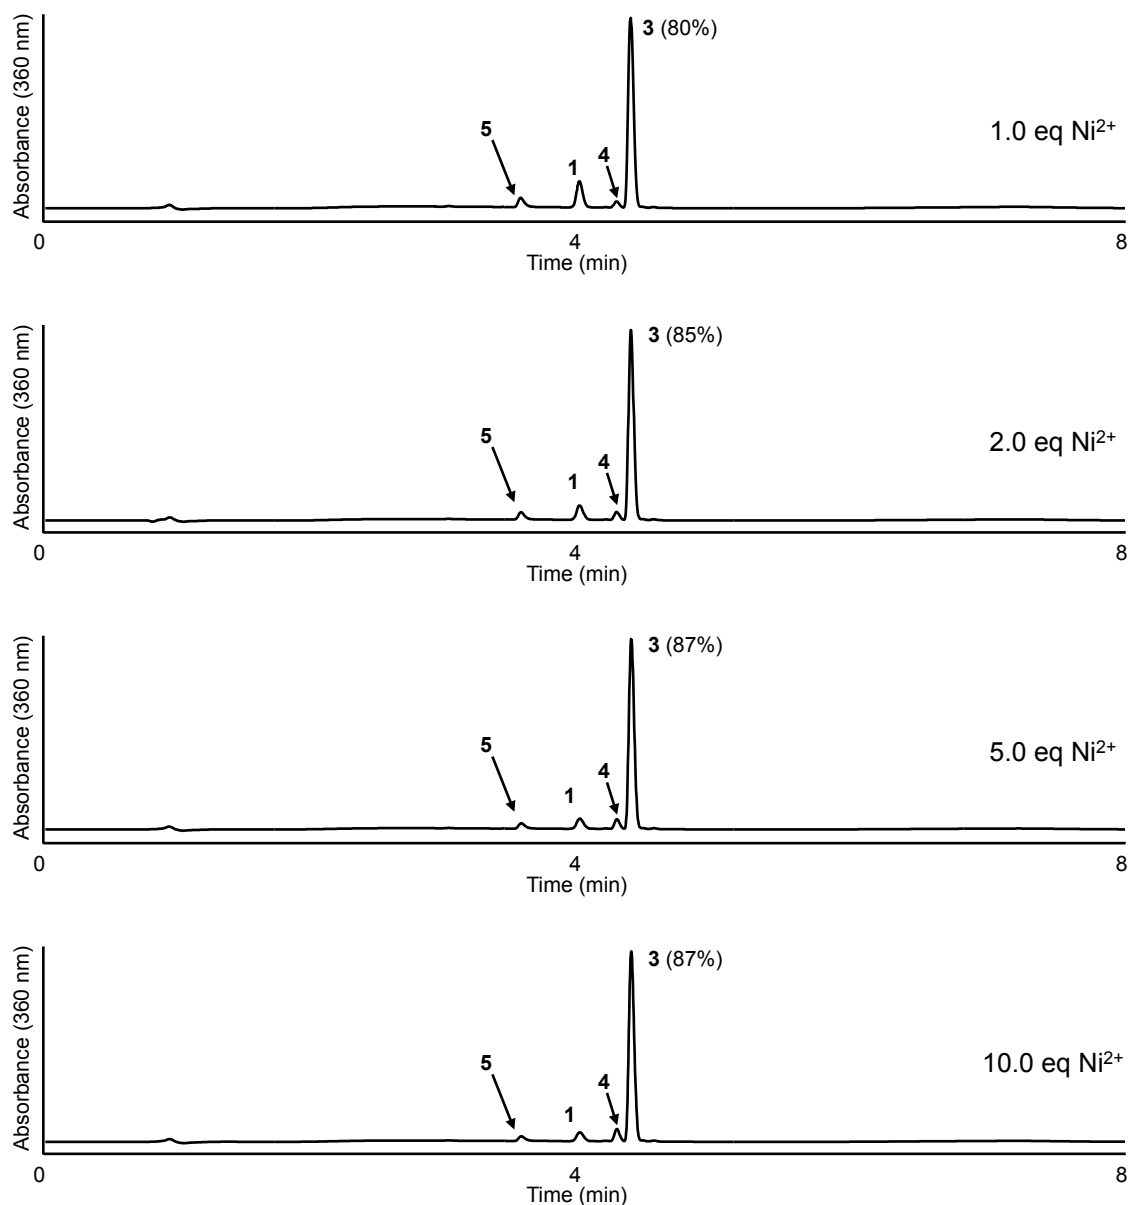 Absorbance (360 nm)
3 (80%)
5
1
4
1.0 eq Ni²⁺
0
4
8
Time (min)
Absorbance (360 nm)
3 (85%)
5
1
4
2.0 eq Ni²⁺
0
4
8
Time (min)
Absorbance (360 nm)
3 (87%)
5
1
4
5.0 eq Ni²⁺
0
4
8
Time (min)
Absorbance (360 nm)
3 (87%)
5
1
4
10.0 eq Ni²⁺
0
4
8
Time (min)